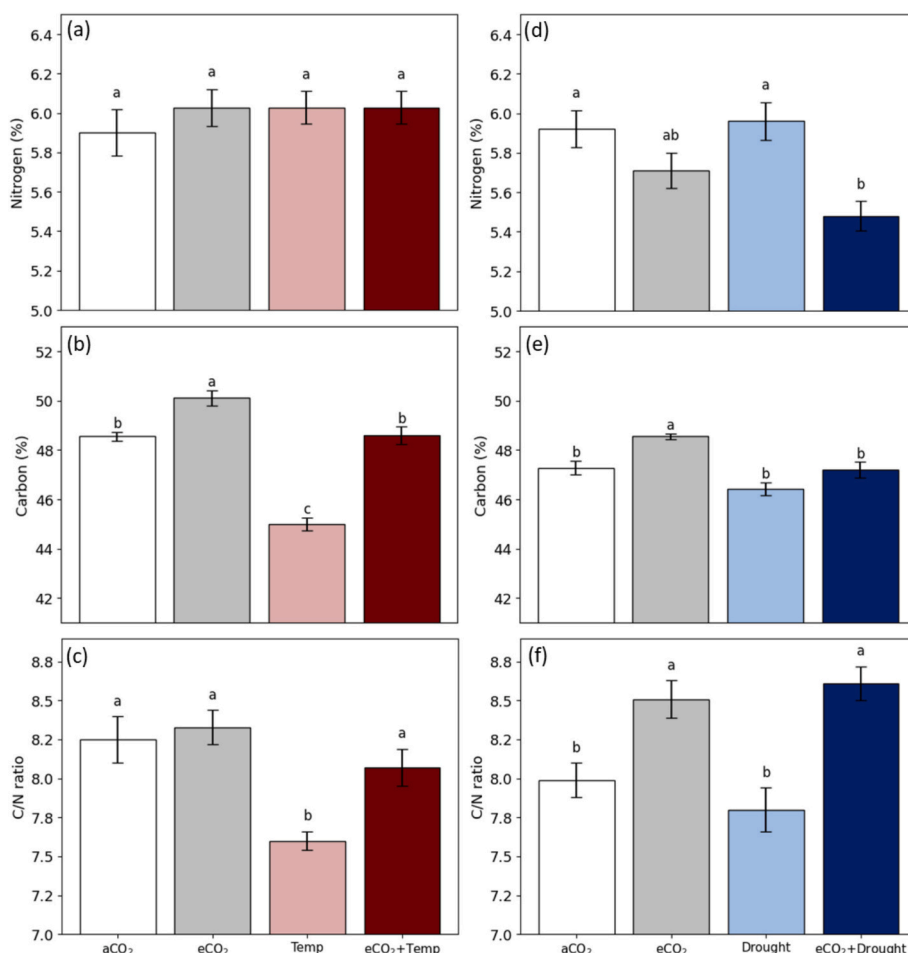 (a)
6.4
6.2
6.0
5.8
5.6
5.4
5.2
5.0
Nitrogen (%)
a
a
a
a
(d)
6.4
6.2
6.0
5.8
5.6
5.4
5.2
5.0
Nitrogen (%)
a
ab
a
b
(b)
52
50
48
46
44
42
Carbon (%)
b
a
c
b
(e)
52
50
48
46
44
42
Carbon (%)
b
a
b
b
(c)
8.8
8.5
8.2
8.0
7.8
7.5
7.2
7.0
C/N ratio
a
a
b
a
aCO₂
eCO₂
Temp
eCO₂+Temp
(f)
8.8
8.5
8.2
8.0
7.8
7.5
7.2
7.0
C/N ratio
b
a
b
a
aCO₂
eCO₂
Drought
eCO₂+Drought